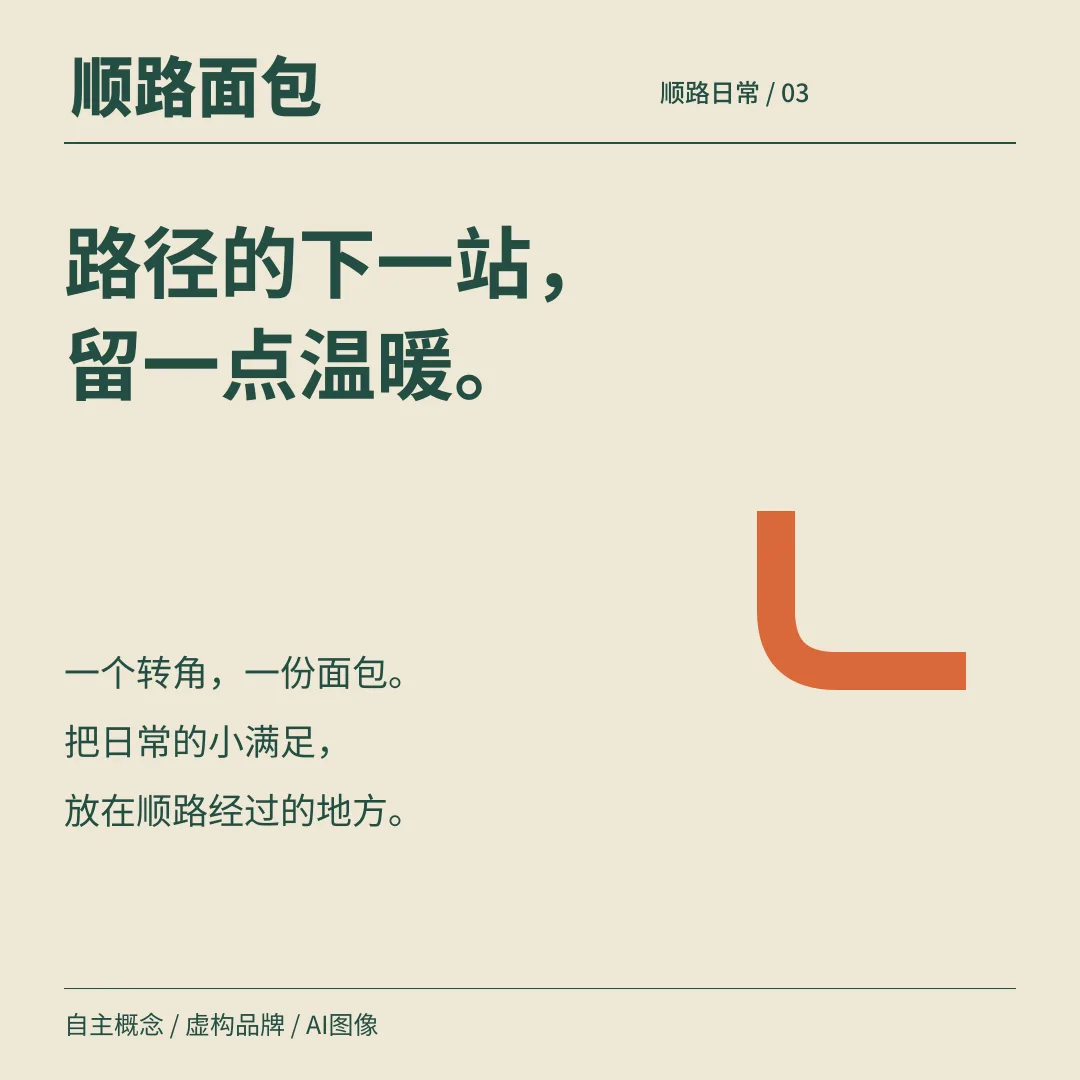 顺路面包
顺路日常 / 03
路径的下一站，
留一点温暖。
一个转角，一份面包。
把日常的小满足，
放在顺路经过的地方。
自主概念 / 虚构品牌 / AI图像